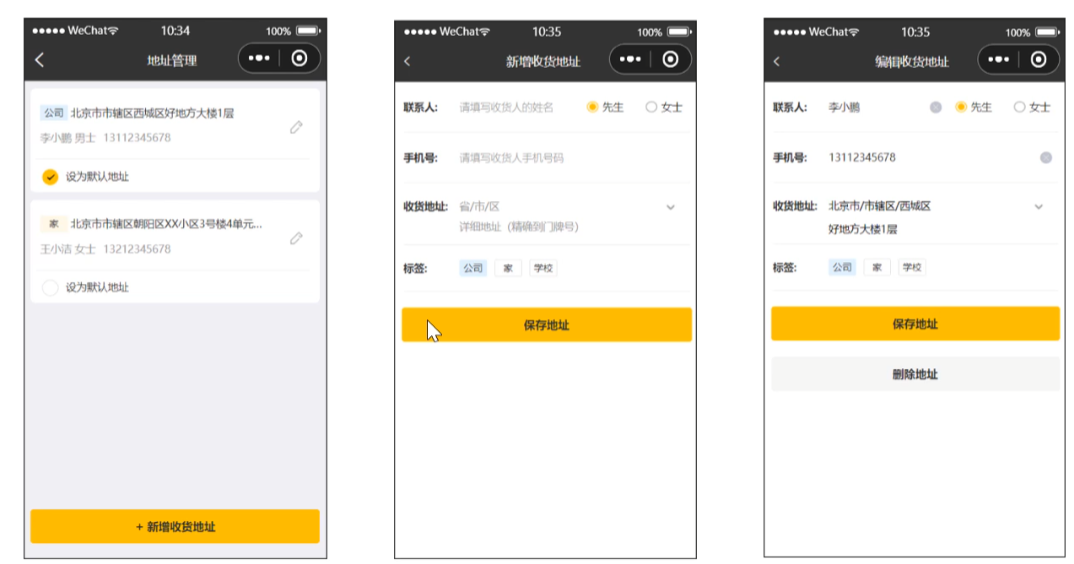 WeChat 10:34 100%
地址管理
公司 北京市市辖区西城区好地方大楼1层
李小鹏 男士 13112345678
设为默认地址
家 北京市市辖区朝阳区XX小区3号楼4单元...
王小洁 女士 13212345678
设为默认地址
+ 新增收货地址
WeChat 10:35 100%
新增收货地址
联系人: 请填写收货人的姓名 先生 女士
手机号: 请填写收货人手机号码
收货地址: 省/市/区
详细地址（精确到门牌号）
标签: 公司 家 学校
保存地址
WeChat 10:35 100%
编辑收货地址
联系人: 李小鹏 先生 女士
手机号: 13112345678
收货地址: 北京市/市辖区/西城区
好地方大楼1层
标签: 公司 家 学校
保存地址
删除地址